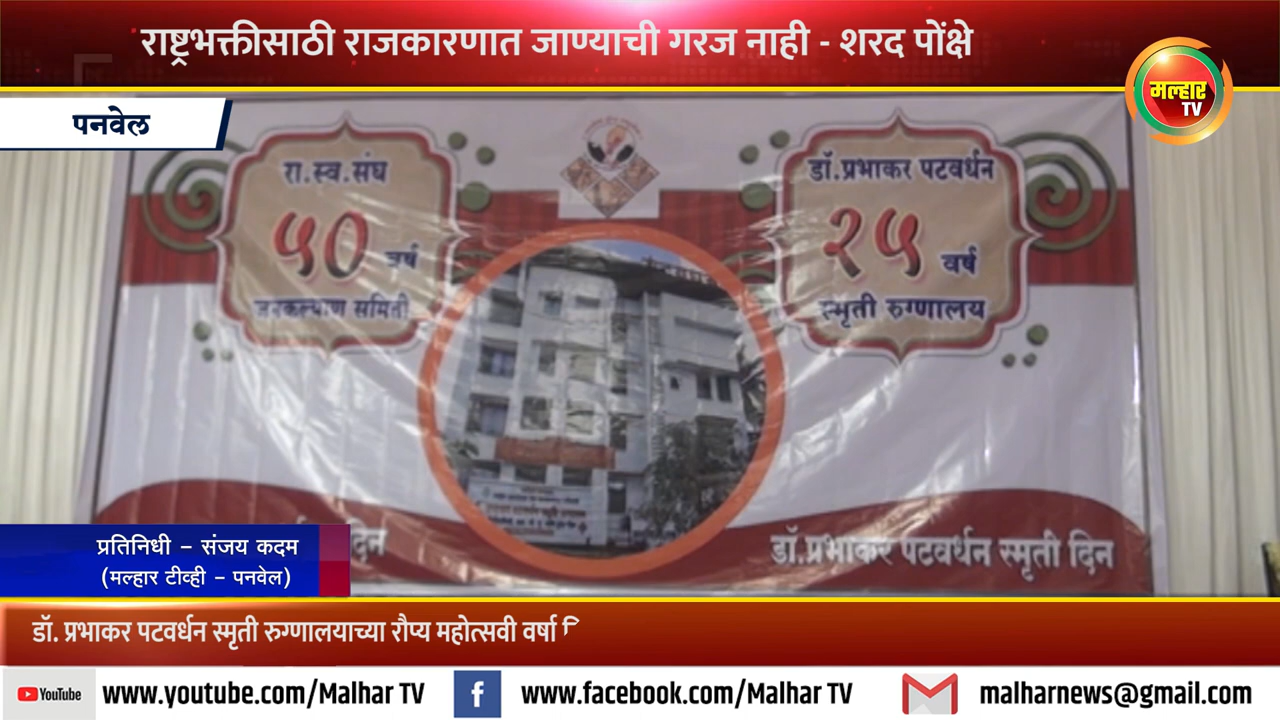 राष्ट्रभक्तीसाठी राजकारणात जाण्याची गरज नाही - शरद पोंक्षे
मल्हार
TV
पनवेल
रा.स्व.संघ
५० वर्ष
जनकल्याण समिती
डॉ.प्रभाकर पटवर्धन
२५ वर्ष
स्मृती रुग्णालय
डॉ.प्रभाकर पटवर्धन स्मृती दिन
प्रतिनिधी - संजय कदम
(मल्हार टीव्ही - पनवेल)
डॉ. प्रभाकर पटवर्धन स्मृती रुग्णालयाच्या रौप्य महोत्सवी वर्षा
YouTube www.youtube.com/Malhar TV www.facebook.com/Malhar TV malharnews@gmail.com